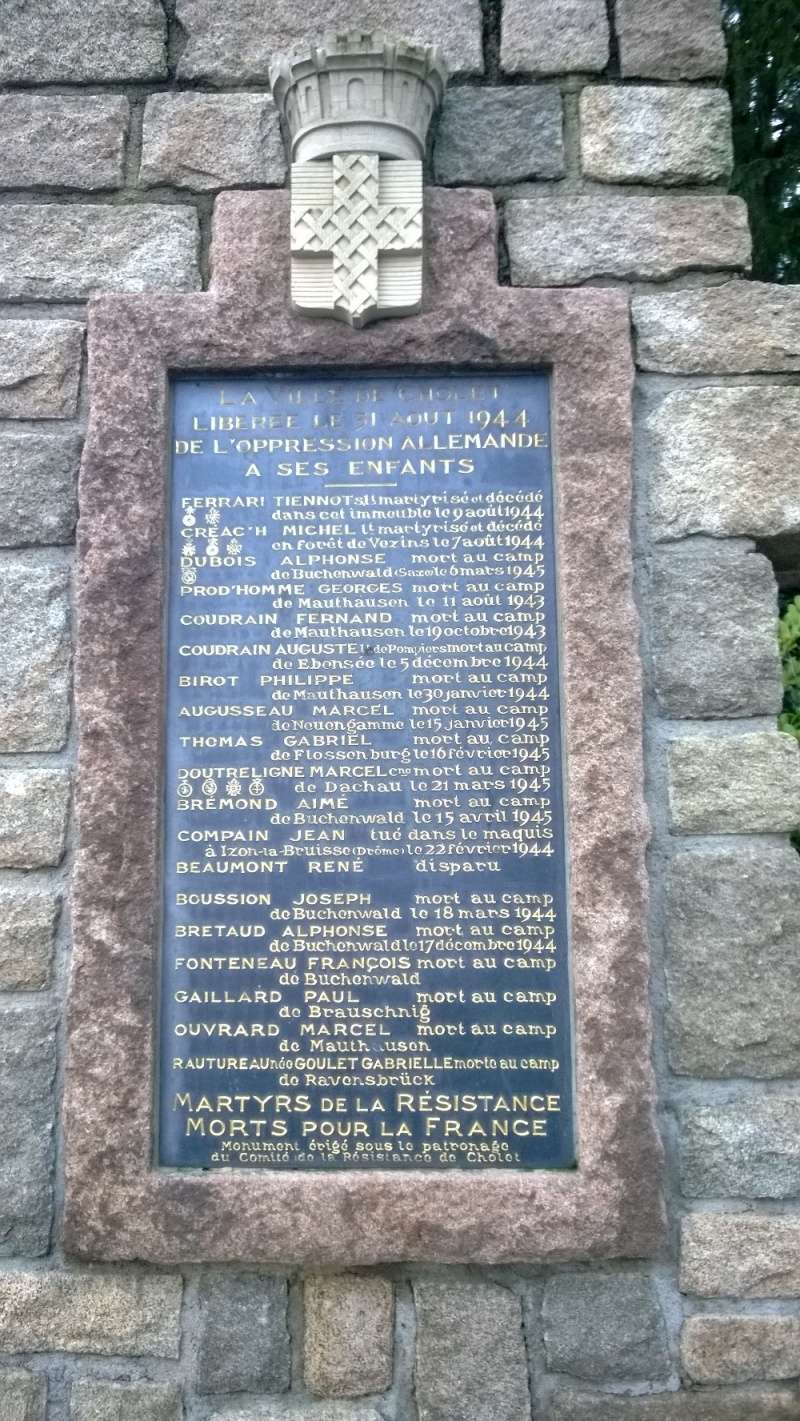 LA VILLE DE CHOLET
LIBEREE LE 31 AOUT 1944
DE L'OPPRESSION ALLEMANDE
A SES ENFANTS
FERRARI TIENNOT slt martyrisé et décédé
dans cet immeuble le 9 août 1944
CRÉAC'H MICHEL lt martyrisé et décédé
en forêt de Vezins le 7 août 1944
DUBOIS ALPHONSE mort au camp
de Buchenwald (Saxe) le 6 mars 1945
PROD'HOMME GEORGES mort au camp
de Mauthausen le 11 août 1943
COUDRAIN FERNAND mort au camp
de Mauthausen le 19 octobre 1943
COUDRAIN AUGUSTE lt de Pompiers mort au camp
de Ebensée le 5 décembre 1944
BIROT PHILIPPE mort au camp
de Mauthausen le 30 janvier 1944
AUGUSSEAU MARCEL mort au camp
de Neuengamme le 15 janvier 1945
THOMAS GABRIEL mort au camp
de Flossenburg le 16 février 1945
DOUTRELIGNE MARCEL cne mort au camp
de Dachau le 21 mars 1945
BRÉMOND AIMÉ mort au camp
de Buchenwald le 15 avril 1945
COMPAIN JEAN tué dans le maquis
à Izon-la-Bruisse (Drôme) le 22 février 1944
BEAUMONT RENÉ disparu
BOUSSION JOSEPH mort au camp
de Buchenwald le 18 mars 1944
BRETAUD ALPHONSE mort au camp
de Buchenwald le 17 décembre 1944
FONTENEAU FRANÇOIS mort au camp
de Buchenwald
GAILLARD PAUL mort au camp
de Brauschnig
OUVRARD MARCEL mort au camp
de Mauthausen
RAUTUREAU née GOULET GABRIELLE morte au camp
de Ravensbrück
MARTYRS DE LA RÉSISTANCE
MORTS POUR LA FRANCE
Monument érigé sous le patronage
du Comité de la Résistance de Cholet